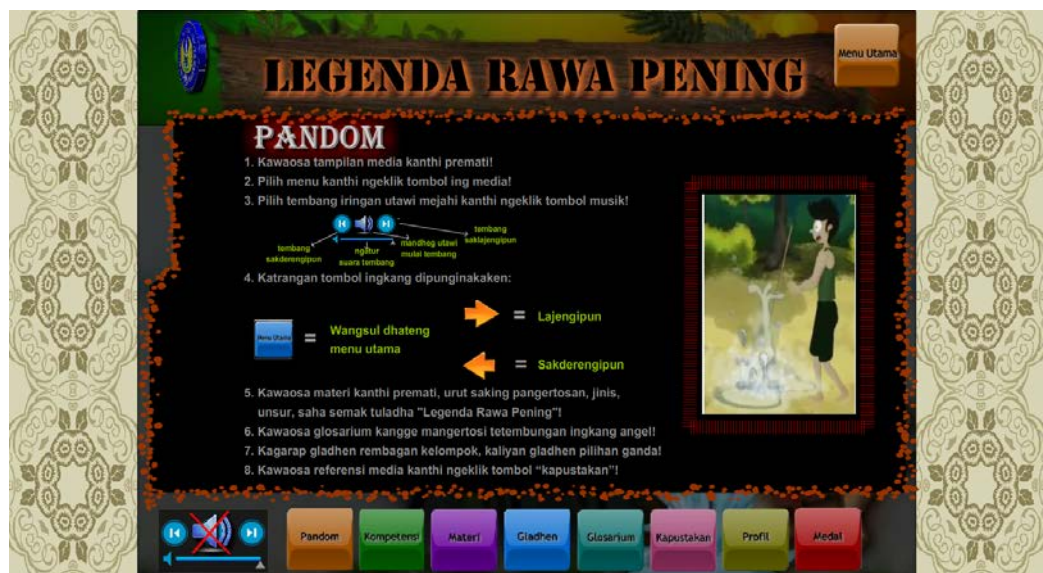 Menu Utama
LEGENDA RAWA PENING
PANDOM
1. Kawaosa tampilan media kanthi premati!
2. Pilih menu kanthi ngeklik tombol ing media!
3. Pilih tembang iringan utawi mejahi kanthi ngeklik tombol musik!
tembang
sakderengipun
ngatur
suara tembang
mandhog utawi
mulai tembang
tembang
saklajengipun
4. Katrangan tombol ingkang dipunginakaken:
Menu Utama
=
Wangsul dhateng
menu utama
= Lajengipun
= Sakderengipun
5. Kawaosa materi kanthi premati, urut saking pangertosan, jinis,
unsur, saha semak tuladha "Legenda Rawa Pening"!
6. Kawaosa glosarium kangge mangertosi tetembungan ingkang angel!
7. Kagarap gladhen rembagan kelompok, kaliyan gladhen pilihan ganda!
8. Kawaosa referensi media kanthi ngeklik tombol “kapustakan”!
Pandom
Kompetensi
Materi
Gladhen
Glosarium
Kapustakan
Profil
Medal